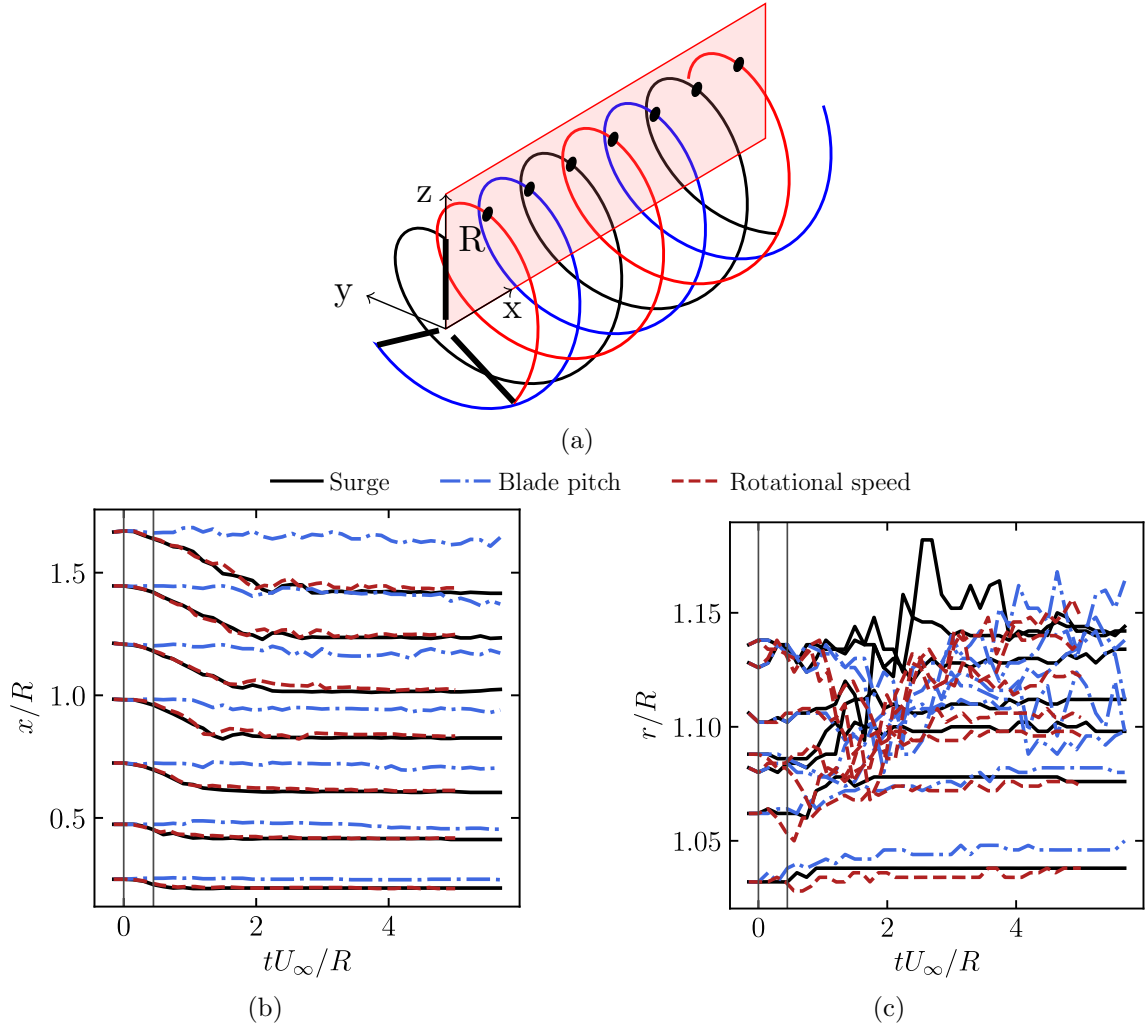 z
R
y
x
(a)
Surge
Blade pitch
Rotational speed
x/R
1.5
1.0
0.5
0 2 4
tU∞/R
(b)
r/R
1.15
1.10
1.05
0 2 4
tU∞/R
(c)